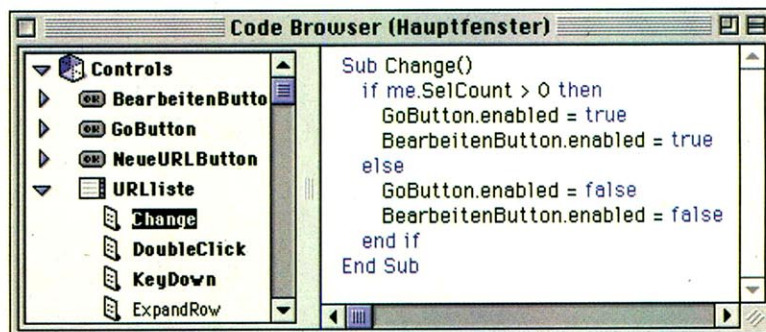 Code Browser (Hauptfenster)
Controls
BearbeitenButto
GoButton
NeueURLButton
URLliste
Change
DoubleClick
KeyDown
ExpandRow
Sub Change()
if me.SelCount > 0 then
GoButton.enabled = true
BearbeitenButton.enabled = true
else
GoButton.enabled = false
BearbeitenButton.enabled = false
end if
End Sub